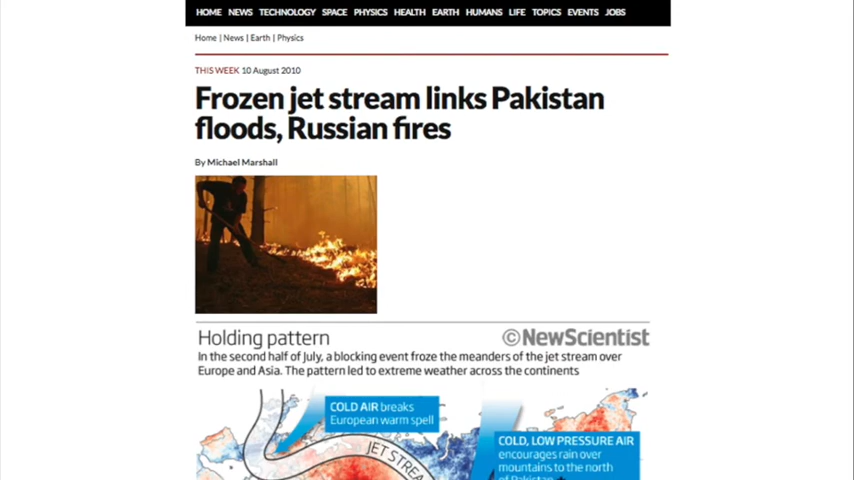 HOME NEWS TECHNOLOGY SPACE PHYSICS HEALTH EARTH HUMANS LIFE TOPICS EVENTS JOBS
Home | News | Earth | Physics
THIS WEEK 10 August 2010
Frozen jet stream links Pakistan
floods, Russian fires
By Michael Marshall
Holding pattern
©NewScientist
In the second half of July, a blocking event froze the meanders of the jet stream over
Europe and Asia. The pattern led to extreme weather across the continents
COLD AIR breaks
European warm spell
JET STREA
COLD, LOW PRESSURE AIR
encourages rain over
mountains to the north
of Pakistan